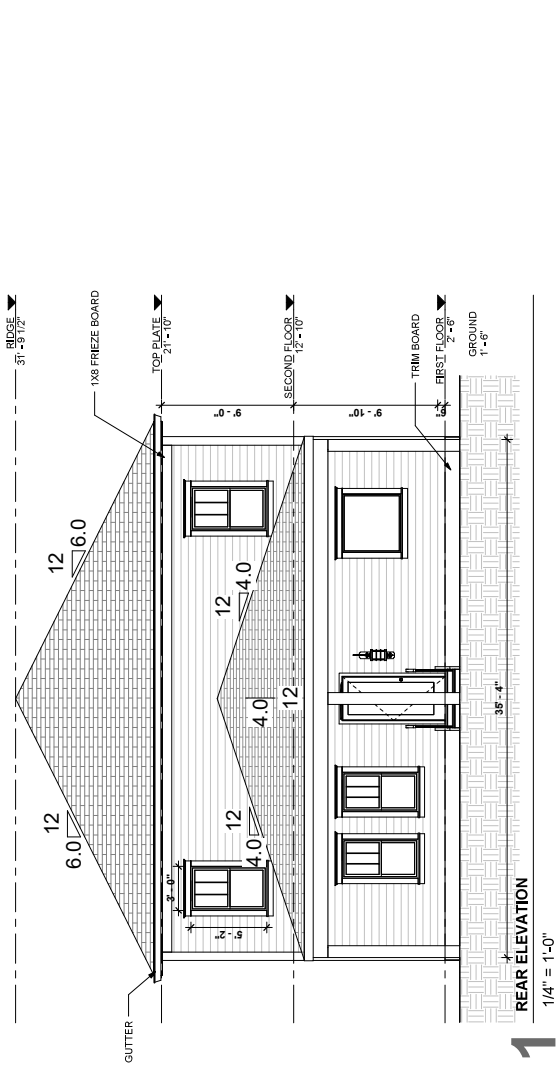 RIDGE
31' - 9 1/2"
1X8 FRIEZE BOARD
TOP PLATE
21' - 10"
SECOND FLOOR
12' - 10"
TRIM BOARD
FIRST FLOOR
2' - 6"
GROUND
1' - 6"
9' - 0"
9' - 10"
6"
12
6.0
12
6.0
12
4.0
4.0
12
12
4.0
3' - 0"
5' - 2"
35' - 4"
GUTTER
1
REAR ELEVATION
1/4" = 1'-0"